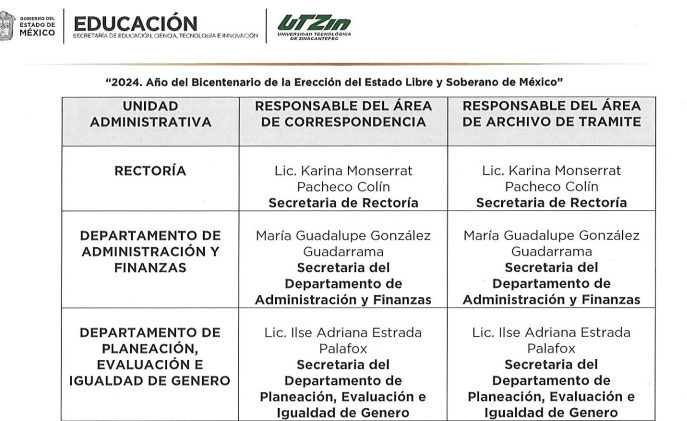 GOBIERNO DEL
ESTADO DE
MÉXICO
EDUCACIÓN
SECRETARÍA DE EDUCACIÓN, CIENCIA, TECNOLOGÍA E INNOVACIÓN
UTZin
UNIVERSIDAD TECNOLÓGICA
DE ZINACANTEPEC
“2024. Año del Bicentenario de la Erección del Estado Libre y Soberano de México”
UNIDAD
ADMINISTRATIVA
RESPONSABLE DEL ÁREA
DE CORRESPONDENCIA
RESPONSABLE DEL ÁREA
DE ARCHIVO DE TRAMITE
RECTORÍA
Lic. Karina Monserrat
Pacheco Colín
Secretaria de Rectoría
Lic. Karina Monserrat
Pacheco Colín
Secretaria de Rectoría
DEPARTAMENTO DE
ADMINISTRACIÓN Y
FINANZAS
María Guadalupe González
Guadarrama
Secretaria del
Departamento de
Administración y Finanzas
María Guadalupe González
Guadarrama
Secretaria del
Departamento de
Administración y Finanzas
DEPARTAMENTO DE
PLANEACIÓN,
EVALUACIÓN E
IGUALDAD DE GENERO
Lic. Ilse Adriana Estrada
Palafox
Secretaria del
Departamento de
Planeación, Evaluación e
Igualdad de Genero
Lic. Ilse Adriana Estrada
Palafox
Secretaria del
Departamento de
Planeación, Evaluación e
Igualdad de Genero